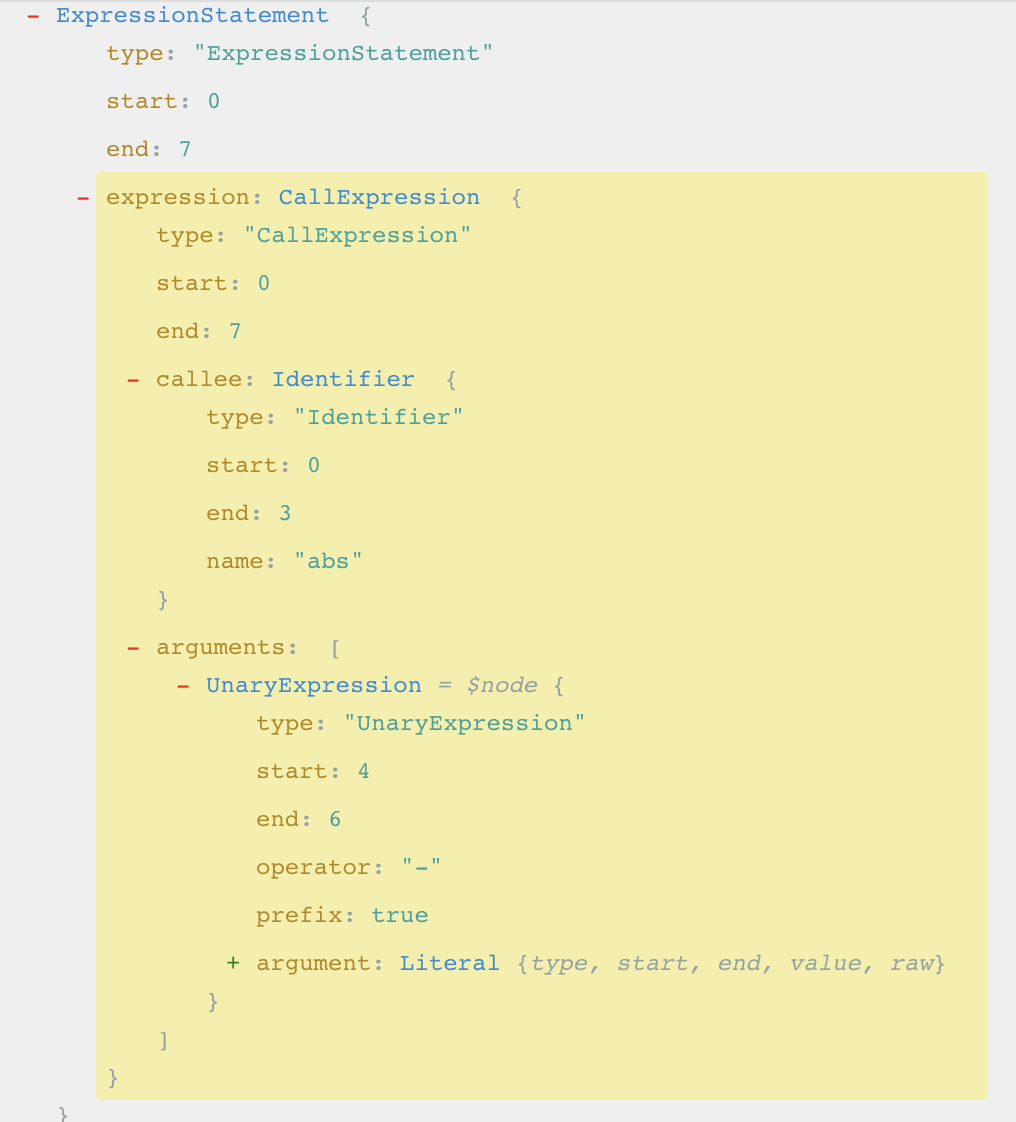 - ExpressionStatement {
type: "ExpressionStatement"
start: 0
end: 7
- expression: CallExpression {
type: "CallExpression"
start: 0
end: 7
- callee: Identifier {
type: "Identifier"
start: 0
end: 3
name: "abs"
}
- arguments: [
- UnaryExpression = $node {
type: "UnaryExpression"
start: 4
end: 6
operator: "-"
prefix: true
+ argument: Literal {type, start, end, value, raw}
}
]
}
}